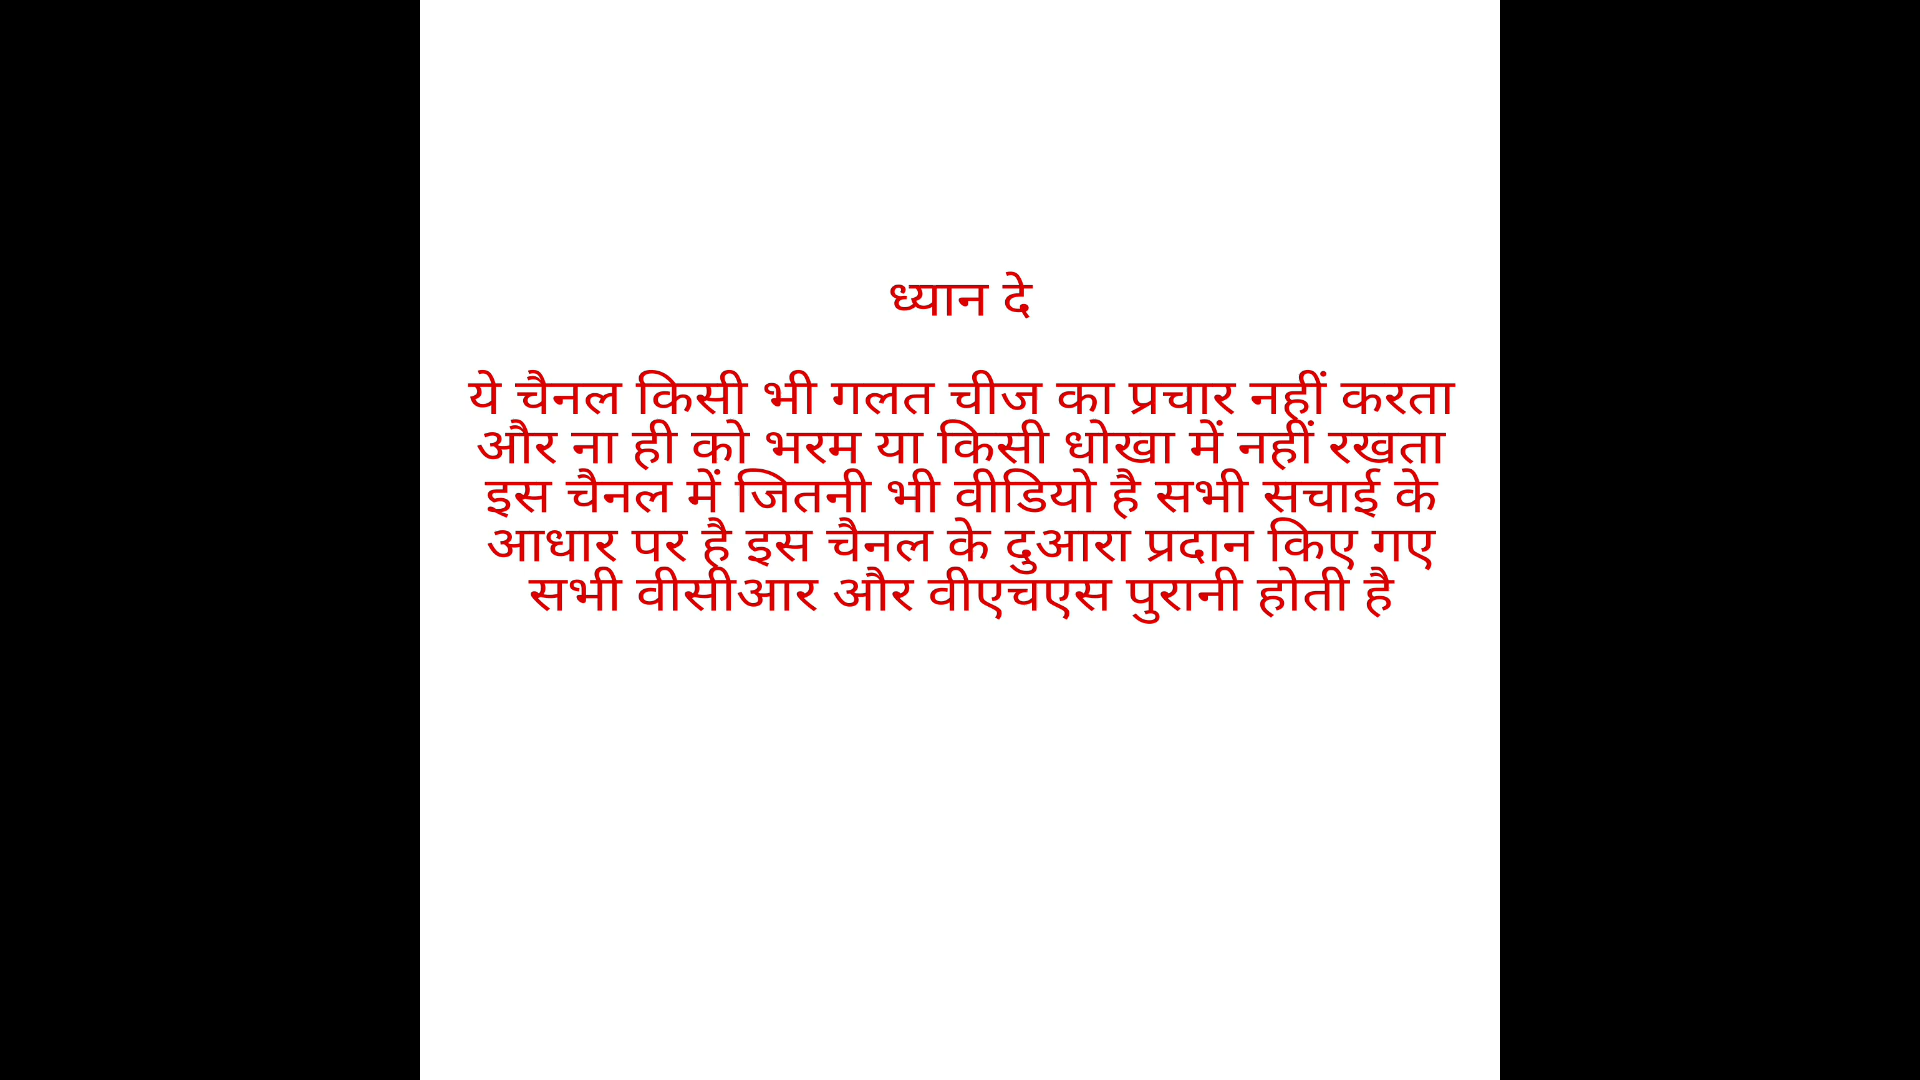 ध्यान दे
ये चैनल किसी भी गलत चीज का प्रचार नहीं करता
और ना ही को भरम या किसी धोखा में नहीं रखता
इस चैनल में जितनी भी वीडियो है सभी सचाई के
आधार पर है इस चैनल के दुआरा प्रदान किए गए
सभी वीसीआर और वीएचएस पुरानी होती है